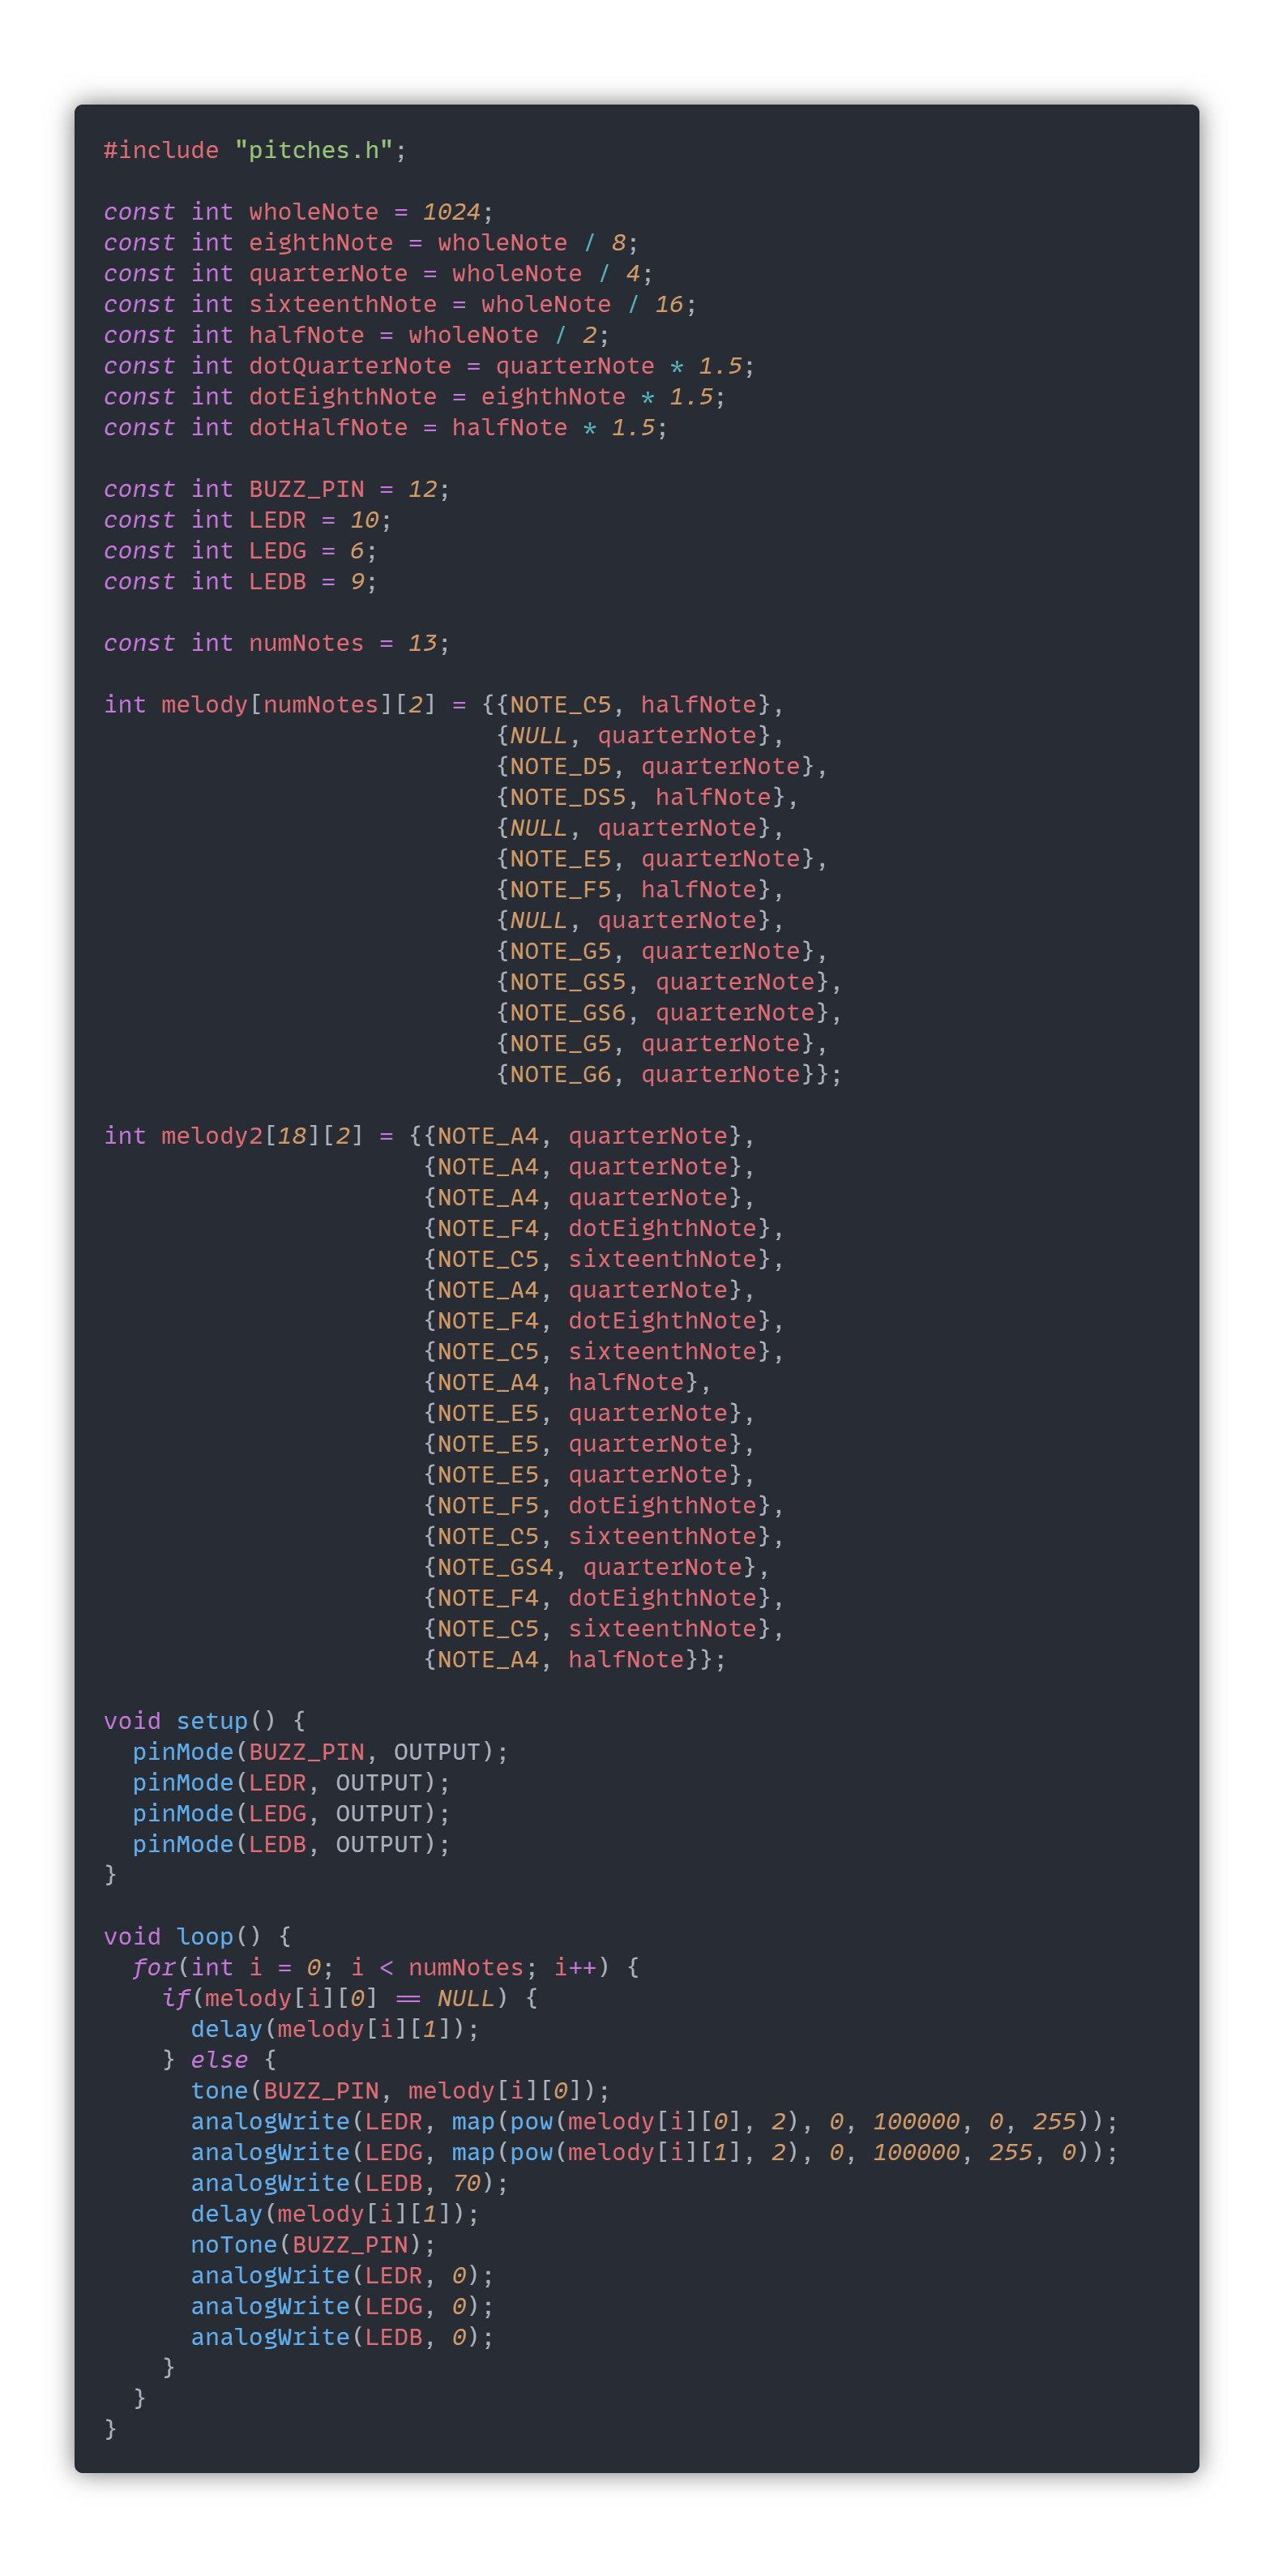 #include "pitches.h";

const int wholeNote = 1024;
const int eighthNote = wholeNote / 8;
const int quarterNote = wholeNote / 4;
const int sixteenthNote = wholeNote / 16;
const int halfNote = wholeNote / 2;
const int dotQuarterNote = quarterNote * 1.5;
const int dotEighthNote = eighthNote * 1.5;
const int dotHalfNote = halfNote * 1.5;

const int BUZZ_PIN = 12;
const int LEDR = 10;
const int LEDG = 6;
const int LEDB = 9;

const int numNotes = 13;

int melody[numNotes][2] = {{NOTE_C5, halfNote},
                           {NULL, quarterNote},
                           {NOTE_D5, quarterNote},
                           {NOTE_DS5, halfNote},
                           {NULL, quarterNote},
                           {NOTE_E5, quarterNote},
                           {NOTE_F5, halfNote},
                           {NULL, quarterNote},
                           {NOTE_G5, quarterNote},
                           {NOTE_GS5, quarterNote},
                           {NOTE_GS6, quarterNote},
                           {NOTE_G5, quarterNote},
                           {NOTE_G6, quarterNote}};

int melody2[18][2] = {{NOTE_A4, quarterNote},
                      {NOTE_A4, quarterNote},
                      {NOTE_A4, quarterNote},
                      {NOTE_F4, dotEighthNote},
                      {NOTE_C5, sixteenthNote},
                      {NOTE_A4, quarterNote},
                      {NOTE_F4, dotEighthNote},
                      {NOTE_C5, sixteenthNote},
                      {NOTE_A4, halfNote},
                      {NOTE_E5, quarterNote},
                      {NOTE_E5, quarterNote},
                      {NOTE_E5, quarterNote},
                      {NOTE_F5, dotEighthNote},
                      {NOTE_C5, sixteenthNote},
                      {NOTE_GS4, quarterNote},
                      {NOTE_F4, dotEighthNote},
                      {NOTE_C5, sixteenthNote},
                      {NOTE_A4, halfNote}};

void setup() {
  pinMode(BUZZ_PIN, OUTPUT);
  pinMode(LEDR, OUTPUT);
  pinMode(LEDG, OUTPUT);
  pinMode(LEDB, OUTPUT);
}

void loop() {
  for(int i = 0; i < numNotes; i++) {
    if(melody[i][0] == NULL) {
      delay(melody[i][1]);
    } else {
      tone(BUZZ_PIN, melody[i][0]);
      analogWrite(LEDR, map(pow(melody[i][0], 2), 0, 100000, 0, 255));
      analogWrite(LEDG, map(pow(melody[i][1], 2), 0, 100000, 255, 0));
      analogWrite(LEDB, 70);
      delay(melody[i][1]);
      noTone(BUZZ_PIN);
      analogWrite(LEDR, 0);
      analogWrite(LEDG, 0);
      analogWrite(LEDB, 0);
    }
  }
}